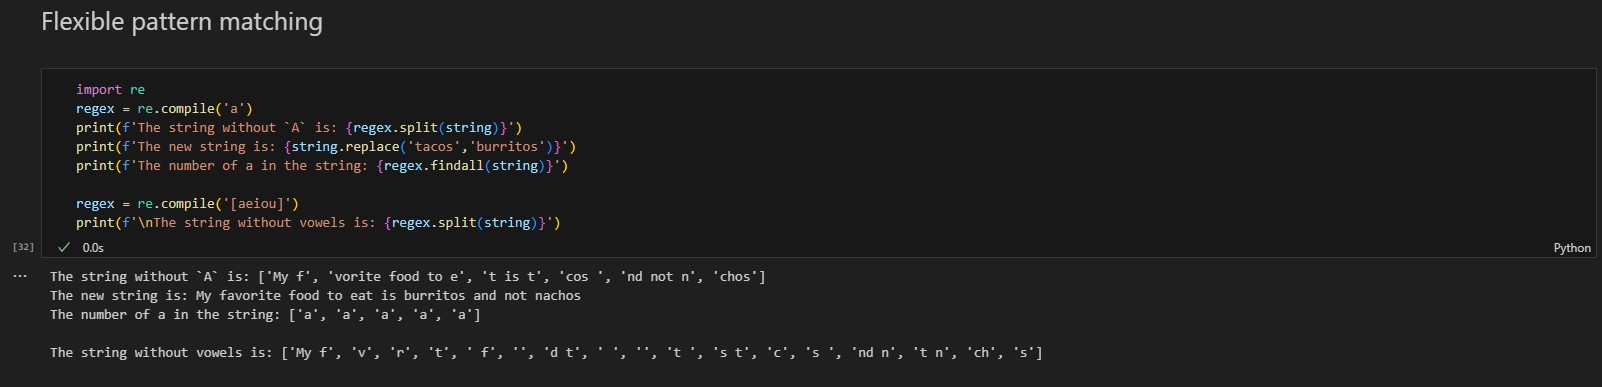 Flexible pattern matching
import re
regex = re.compile('a')
print(f'The string without `A` is: {regex.split(string)}')
print(f'The new string is: {string.replace('tacos','burritos')}')
print(f'The number of a in the string: {regex.findall(string)}')
regex = re.compile('[aeiou]')
print(f'\nThe string without vowels is: {regex.split(string)}')
[32] ✓ 0.0s Python
... The string without `A` is: ['My f', 'vorite food to e', 't is t', 'cos ', 'nd not n', 'chos']
The new string is: My favorite food to eat is burritos and not nachos
The number of a in the string: ['a', 'a', 'a', 'a', 'a']
The string without vowels is: ['My f', 'v', 'r', 't', ' f', '', 'd t', ' ', '', 't ', 's t', 'c', 's ', 'nd n', 't n', 'ch', 's']